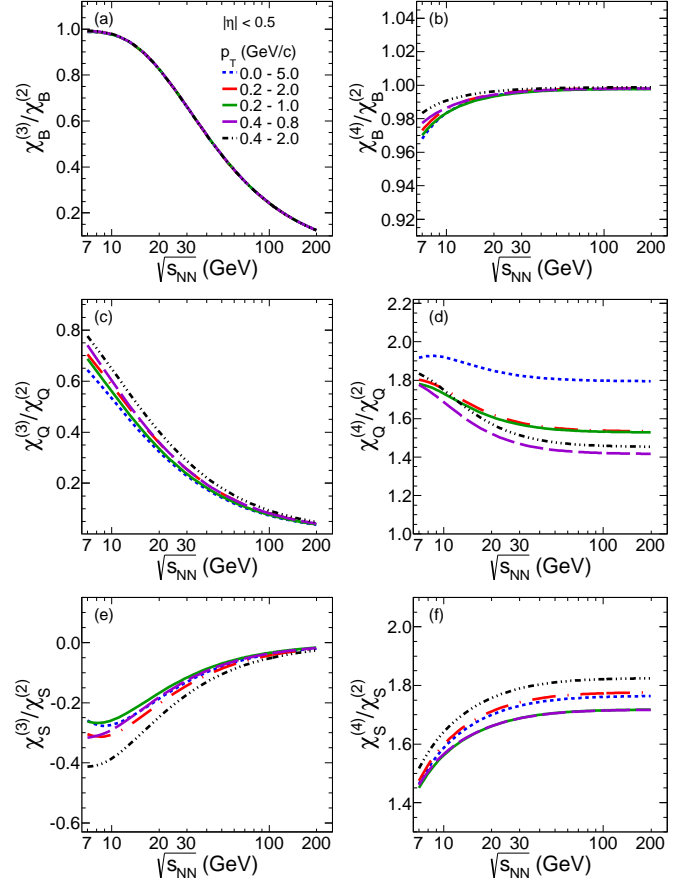 (a)
|η| < 0.5
p_T (GeV/c)
0.0 - 5.0
0.2 - 2.0
0.2 - 1.0
0.4 - 0.8
0.4 - 2.0
χ_B^(3)/χ_B^(2)
1.0
0.8
0.6
0.4
0.2
7 10 20 30 100 200
√s_NN (GeV)
(b)
χ_B^(4)/χ_B^(2)
1.04
1.02
1.00
0.98
0.96
0.94
0.92
7 10 20 30 100 200
√s_NN (GeV)
(c)
χ_Q^(3)/χ_Q^(2)
0.8
0.6
0.4
0.2
7 10 20 30 100 200
√s_NN (GeV)
(d)
χ_Q^(4)/χ_Q^(2)
2.2
2.0
1.8
1.6
1.4
1.2
1.0
7 10 20 30 100 200
√s_NN (GeV)
(e)
χ_S^(3)/χ_S^(2)
0.0
-0.2
-0.4
-0.6
7 10 20 30 100 200
√s_NN (GeV)
(f)
χ_S^(4)/χ_S^(2)
2.0
1.8
1.6
1.4
7 10 20 30 100 200
√s_NN (GeV)